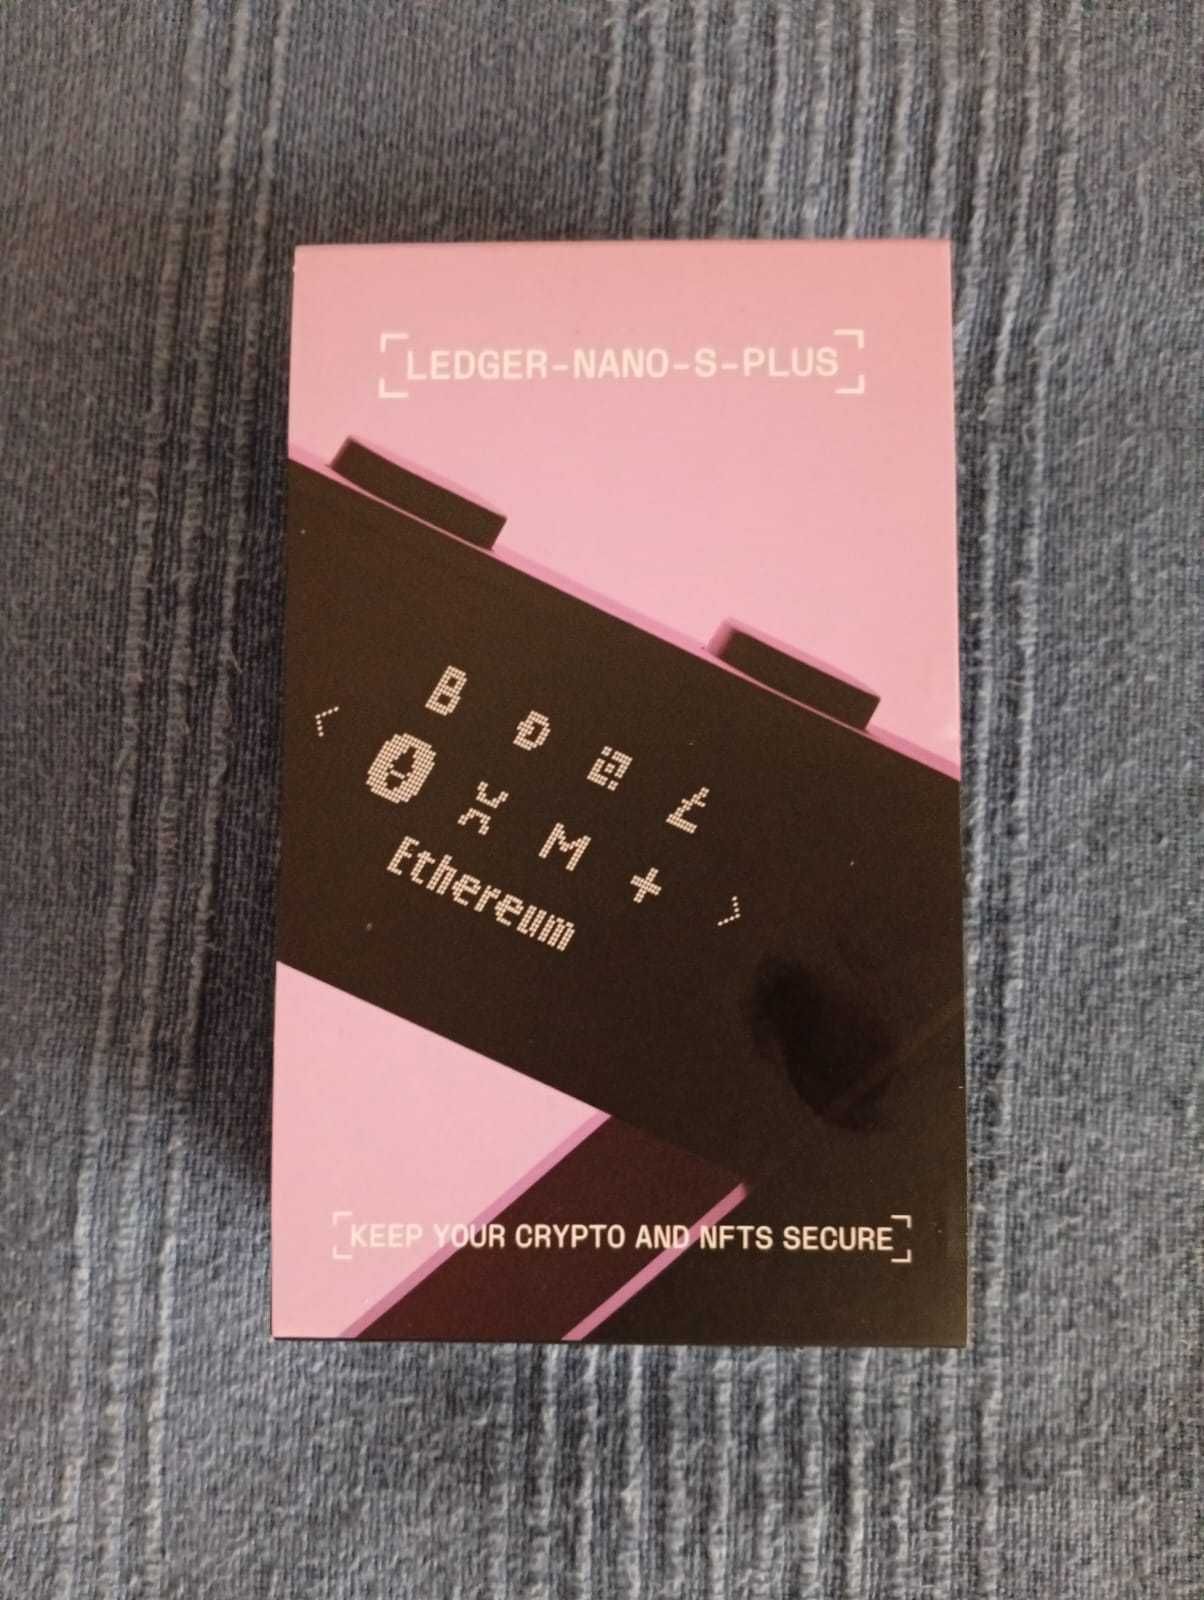 LEDGER-NANO-S-PLUS
B Đ Ł
M +
Ethereum
KEEP YOUR CRYPTO AND NFTS SECURE